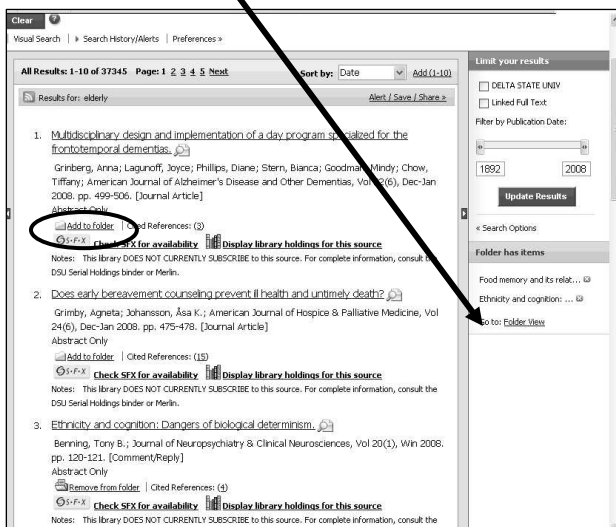 Clear
Visual Search | Search History/Alerts | Preferences »
All Results: 1-10 of 37345 Page: 1 2 3 4 5 Next Sort by: Date Add (1-10)
Results for: elderly Alert / Save / Share »
1. Multidisciplinary design and implementation of a day program specialized for the
frontotemporal dementias.
Grinberg, Anna; Lagunoff, Joyce; Phillips, Diane; Stern, Bianca; Goodman, Mindy; Chow,
Tiffany; American Journal of Alzheimer's Disease and Other Dementias, Vol 22(6), Dec-Jan
2008. pp. 499-506. [Journal Article]
Abstract Only
Add to folder | Cited References: (3)
S·F·X Check SFX for availability Display library holdings for this source
Notes: This library DOES NOT CURRENTLY SUBSCRIBE to this source. For complete information, consult the
DSU Serial Holdings binder or Merlin.
2. Does early bereavement counseling prevent ill health and untimely death?
Grimby, Agneta; Johansson, Åsa K.; American Journal of Hospice & Palliative Medicine, Vol
24(6), Dec-Jan 2008. pp. 475-478. [Journal Article]
Abstract Only
Add to folder | Cited References: (15)
S·F·X Check SFX for availability Display library holdings for this source
Notes: This library DOES NOT CURRENTLY SUBSCRIBE to this source. For complete information, consult the
DSU Serial Holdings binder or Merlin.
3. Ethnicity and cognition: Dangers of biological determinism.
Benning, Tony B.; Journal of Neuropsychiatry & Clinical Neurosciences, Vol 20(1), Win 2008.
pp. 120-121. [Comment/Reply]
Abstract Only
Remove from folder | Cited References: (4)
S·F·X Check SFX for availability Display library holdings for this source
Notes: This library DOES NOT CURRENTLY SUBSCRIBE to this source. For complete information, consult the
Limit your results
DELTA STATE UNIV
Linked Full Text
Filter by Publication Date:
1892 2008
Update Results
« Search Options
Folder has items
Food memory and its relat...
Ethnicity and cognition: ...
Go to: Folder View